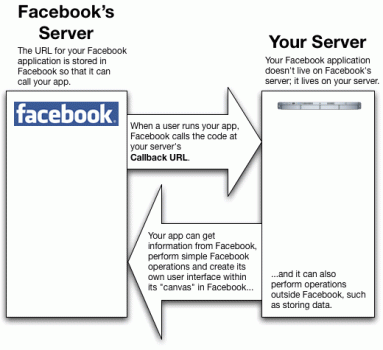 Facebook's
Server
The URL for your Facebook
application is stored in
Facebook so that it can
call your app.
facebook.
When a user runs your app,
Facebook calls the code at
your server's
Callback URL.
Your Server
Your Facebook application
doesn't live on Facebook's
server; it lives on your server.
Your app can get
information from Facebook,
perform simple Facebook
operations and create its
own user interface within
its "canvas" in Facebook...
...and it can also
perform operations
outside Facebook, such
as storing data.